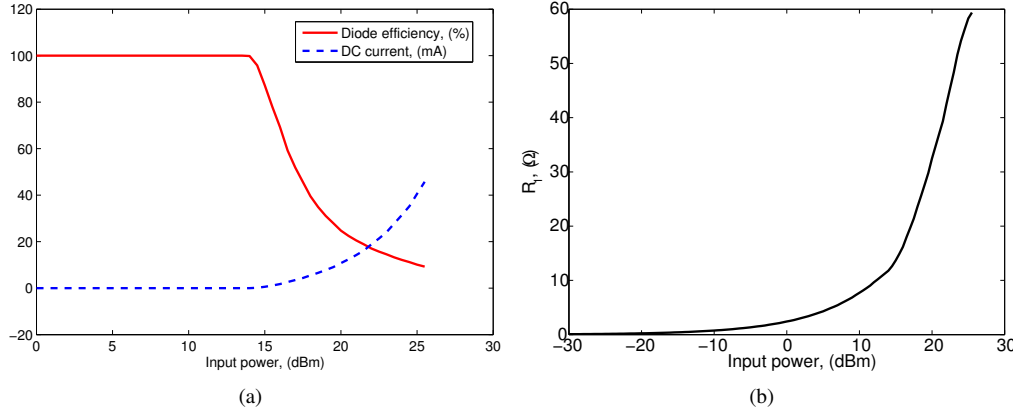 120
100
80
60
40
20
0
−20
0 5 10 15 20 25 30
Input power, (dBm)
Diode efficiency, (%)
DC current, (mA)
(a)
60
50
40
30
20
10
0
−30 −20 −10 0 10 20 30
R₁, (Ω)
Input power, (dBm)
(b)